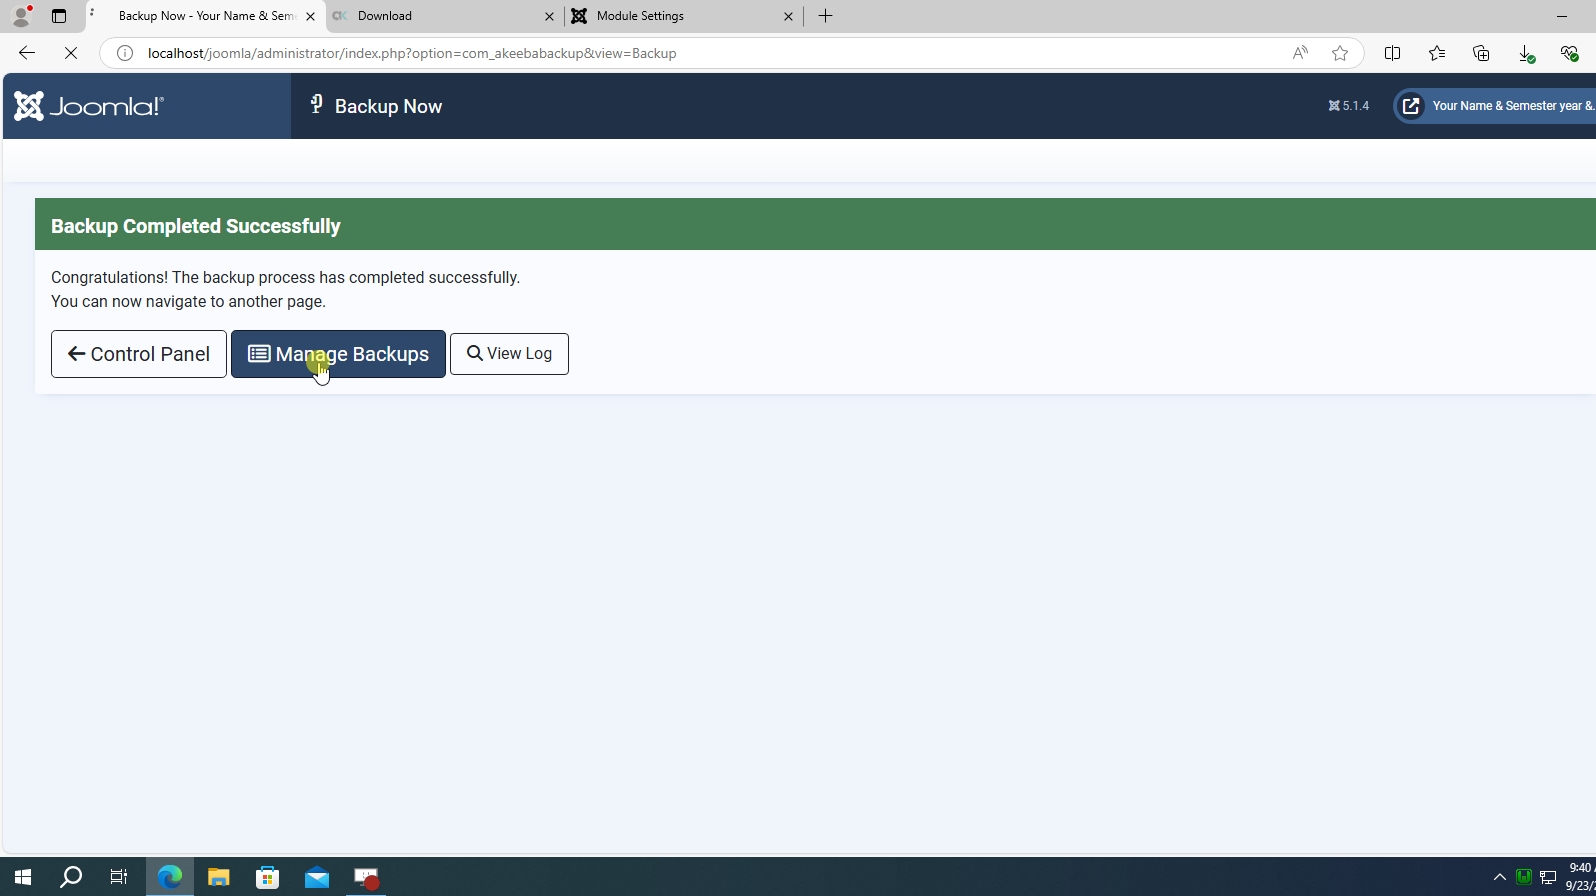 Backup Now - Your Name & Seme
Download
Module Settings
localhost/joomla/administrator/index.php?option=com_akeebabackup&view=Backup
Joomla!®
Backup Now
5.1.4
Your Name & Semester year &.
Backup Completed Successfully
Congratulations! The backup process has completed successfully.
You can now navigate to another page.
Control Panel
Manage Backups
View Log
9:40
9/23/